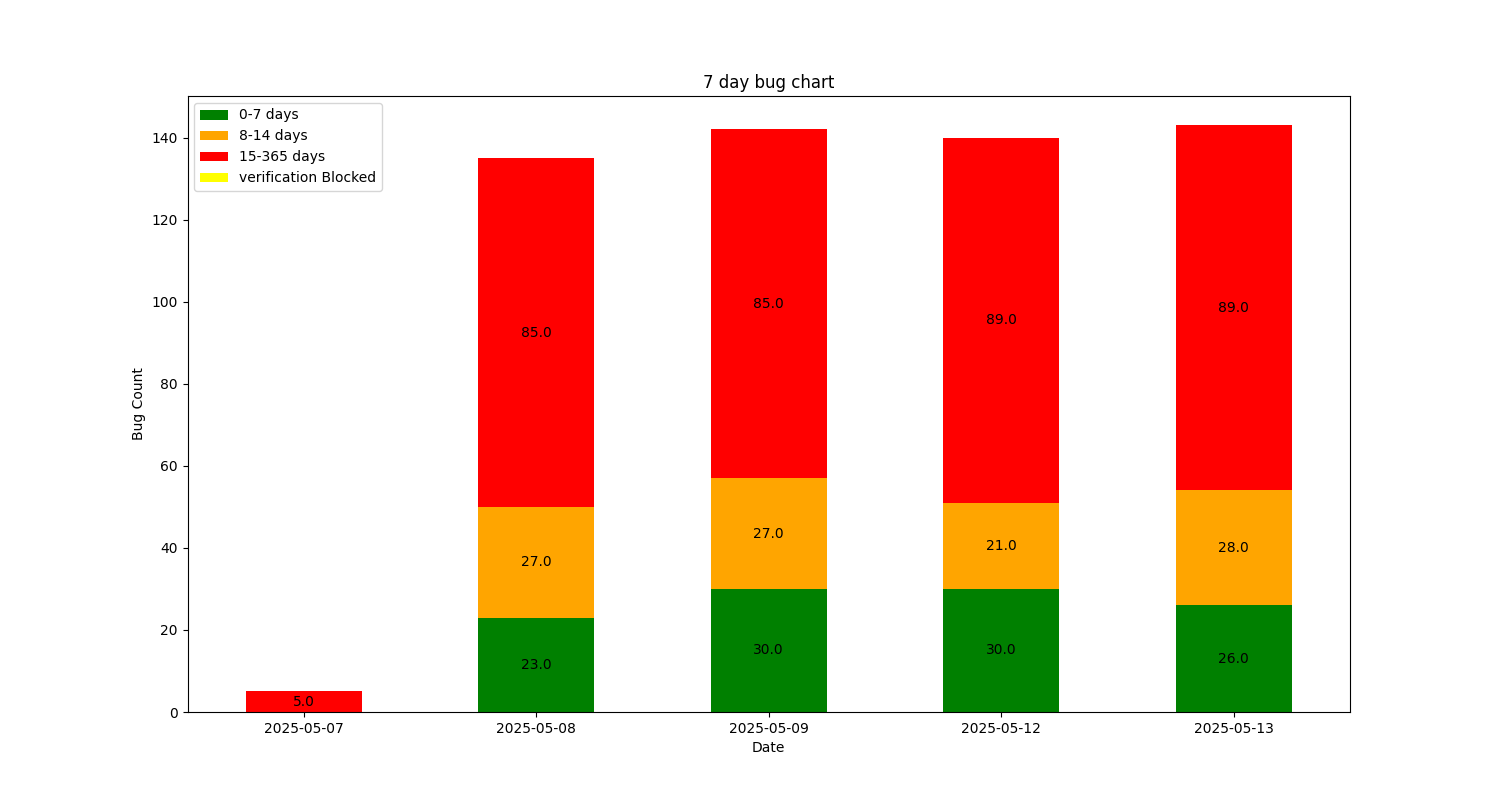 7 day bug chart
0-7 days
8-14 days
15-365 days
verification Blocked
Bug Count
140
120
100
80
60
40
20
0
85.0
27.0
23.0
85.0
27.0
30.0
89.0
21.0
30.0
89.0
28.0
26.0
5.0
2025-05-07 2025-05-08 2025-05-09 2025-05-12 2025-05-13
Date